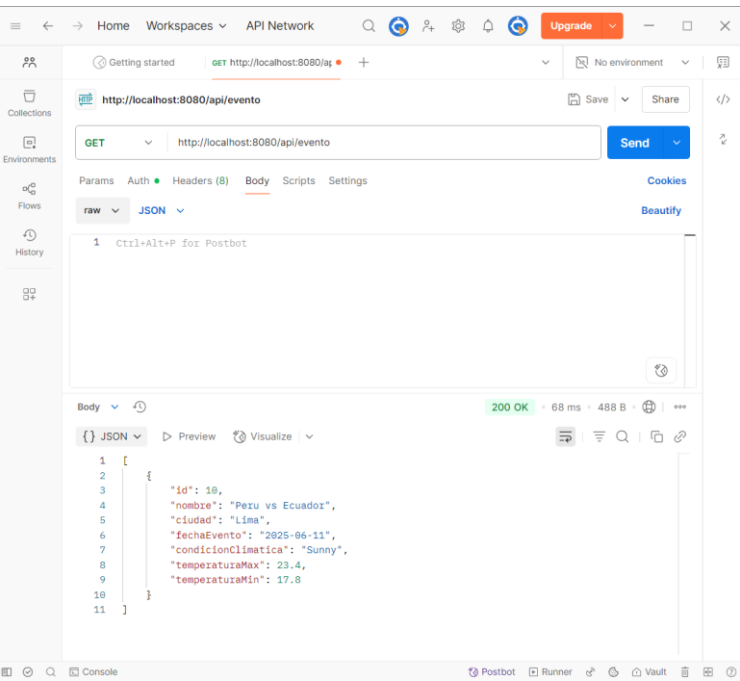 Home Workspaces API Network Upgrade
Getting started GET http://localhost:8080/ap No environment
HTTP http://localhost:8080/api/evento Save Share
Collections
GET http://localhost:8080/api/evento Send
Environments
Params Auth Headers (8) Body Scripts Settings Cookies
Flows
raw JSON Beautify
History
1 Ctrl+Alt+P for Postbot
Body 200 OK 68 ms 488 B
{} JSON Preview Visualize
1 [
2 {
3 "id": 10,
4 "nombre": "Peru vs Ecuador",
5 "ciudad": "Lima",
6 "fechaEvento": "2025-06-11",
7 "condicionClimatica": "Sunny",
8 "temperaturaMax": 23.4,
9 "temperaturaMin": 17.8
10 }
11 ]
Console Postbot Runner Vault